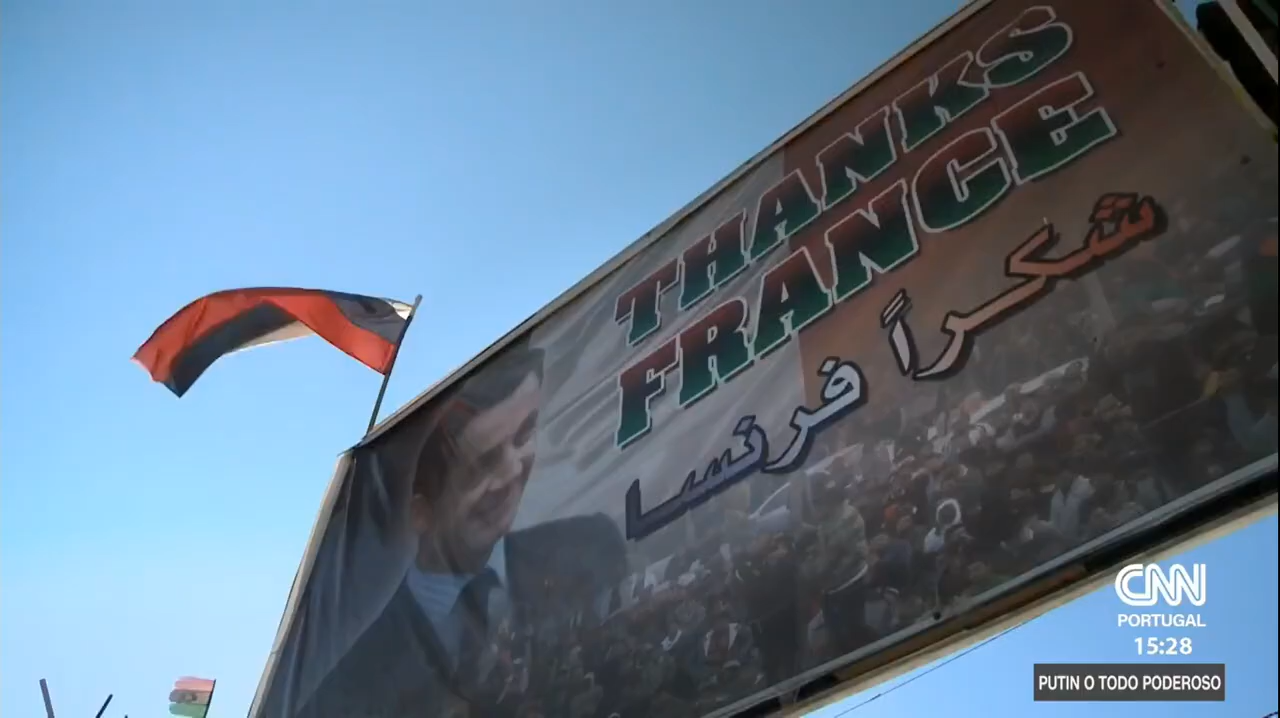 THANKS
FRANCE
شكراً
فرنسا
CNN
PORTUGAL
15:28
PUTIN O TODO PODEROSO